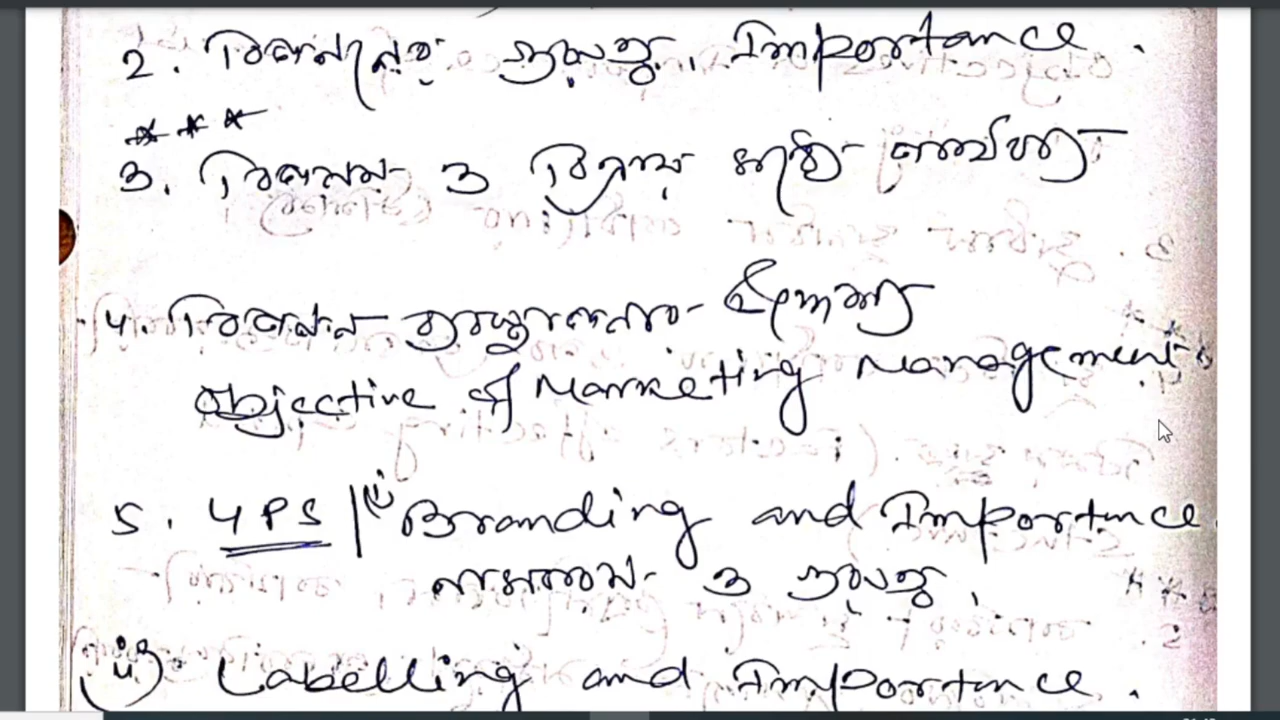 2. বিপণনের গুরুত্ব, Importance.
***
3. বিপণন ও বিক্রয় মধ্যে পার্থক্য
4. বিপণন ব্যবস্থাপনার উদ্দেশ্য
Objective of Marketing Management
5. 4PS | (i) Branding and Importance
নামকরণ ও গুরুত্ব,
(ii) Labelling and Importance.